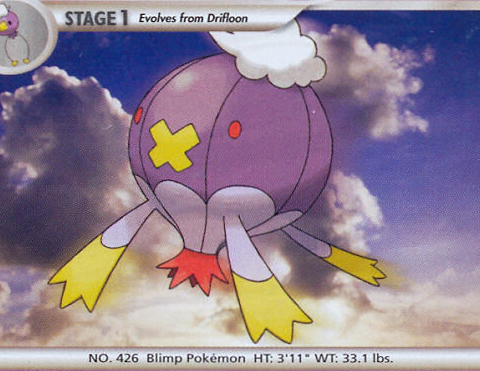 STAGE 1 Evolves from Drifloon
NO. 426 Blimp Pokémon HT: 3'11" WT: 33.1 lbs.